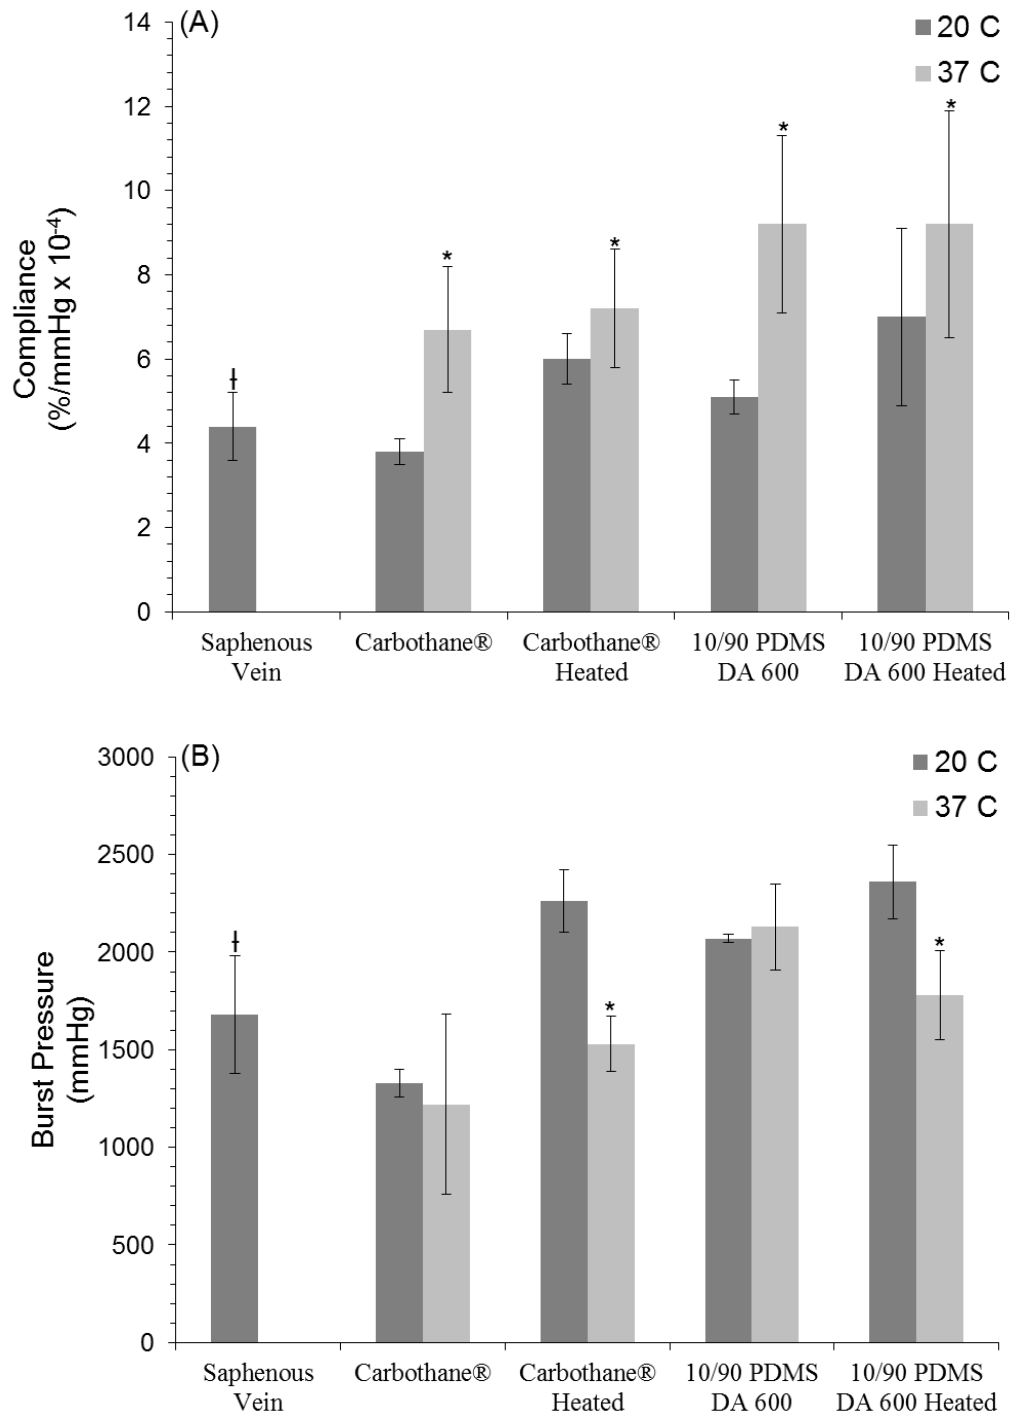 (A)
20 C
37 C
14
12
10
8
6
4
2
0
Compliance
(%/mmHg x 10-4)
*
*
*
*
ƚ
Saphenous
Vein
Carbothane®
Carbothane®
Heated
10/90 PDMS
DA 600
10/90 PDMS
DA 600 Heated
(B)
20 C
37 C
3000
2500
2000
1500
1000
500
0
Burst Pressure
(mmHg)
ƚ
*
*
Saphenous
Vein
Carbothane®
Carbothane®
Heated
10/90 PDMS
DA 600
10/90 PDMS
DA 600 Heated